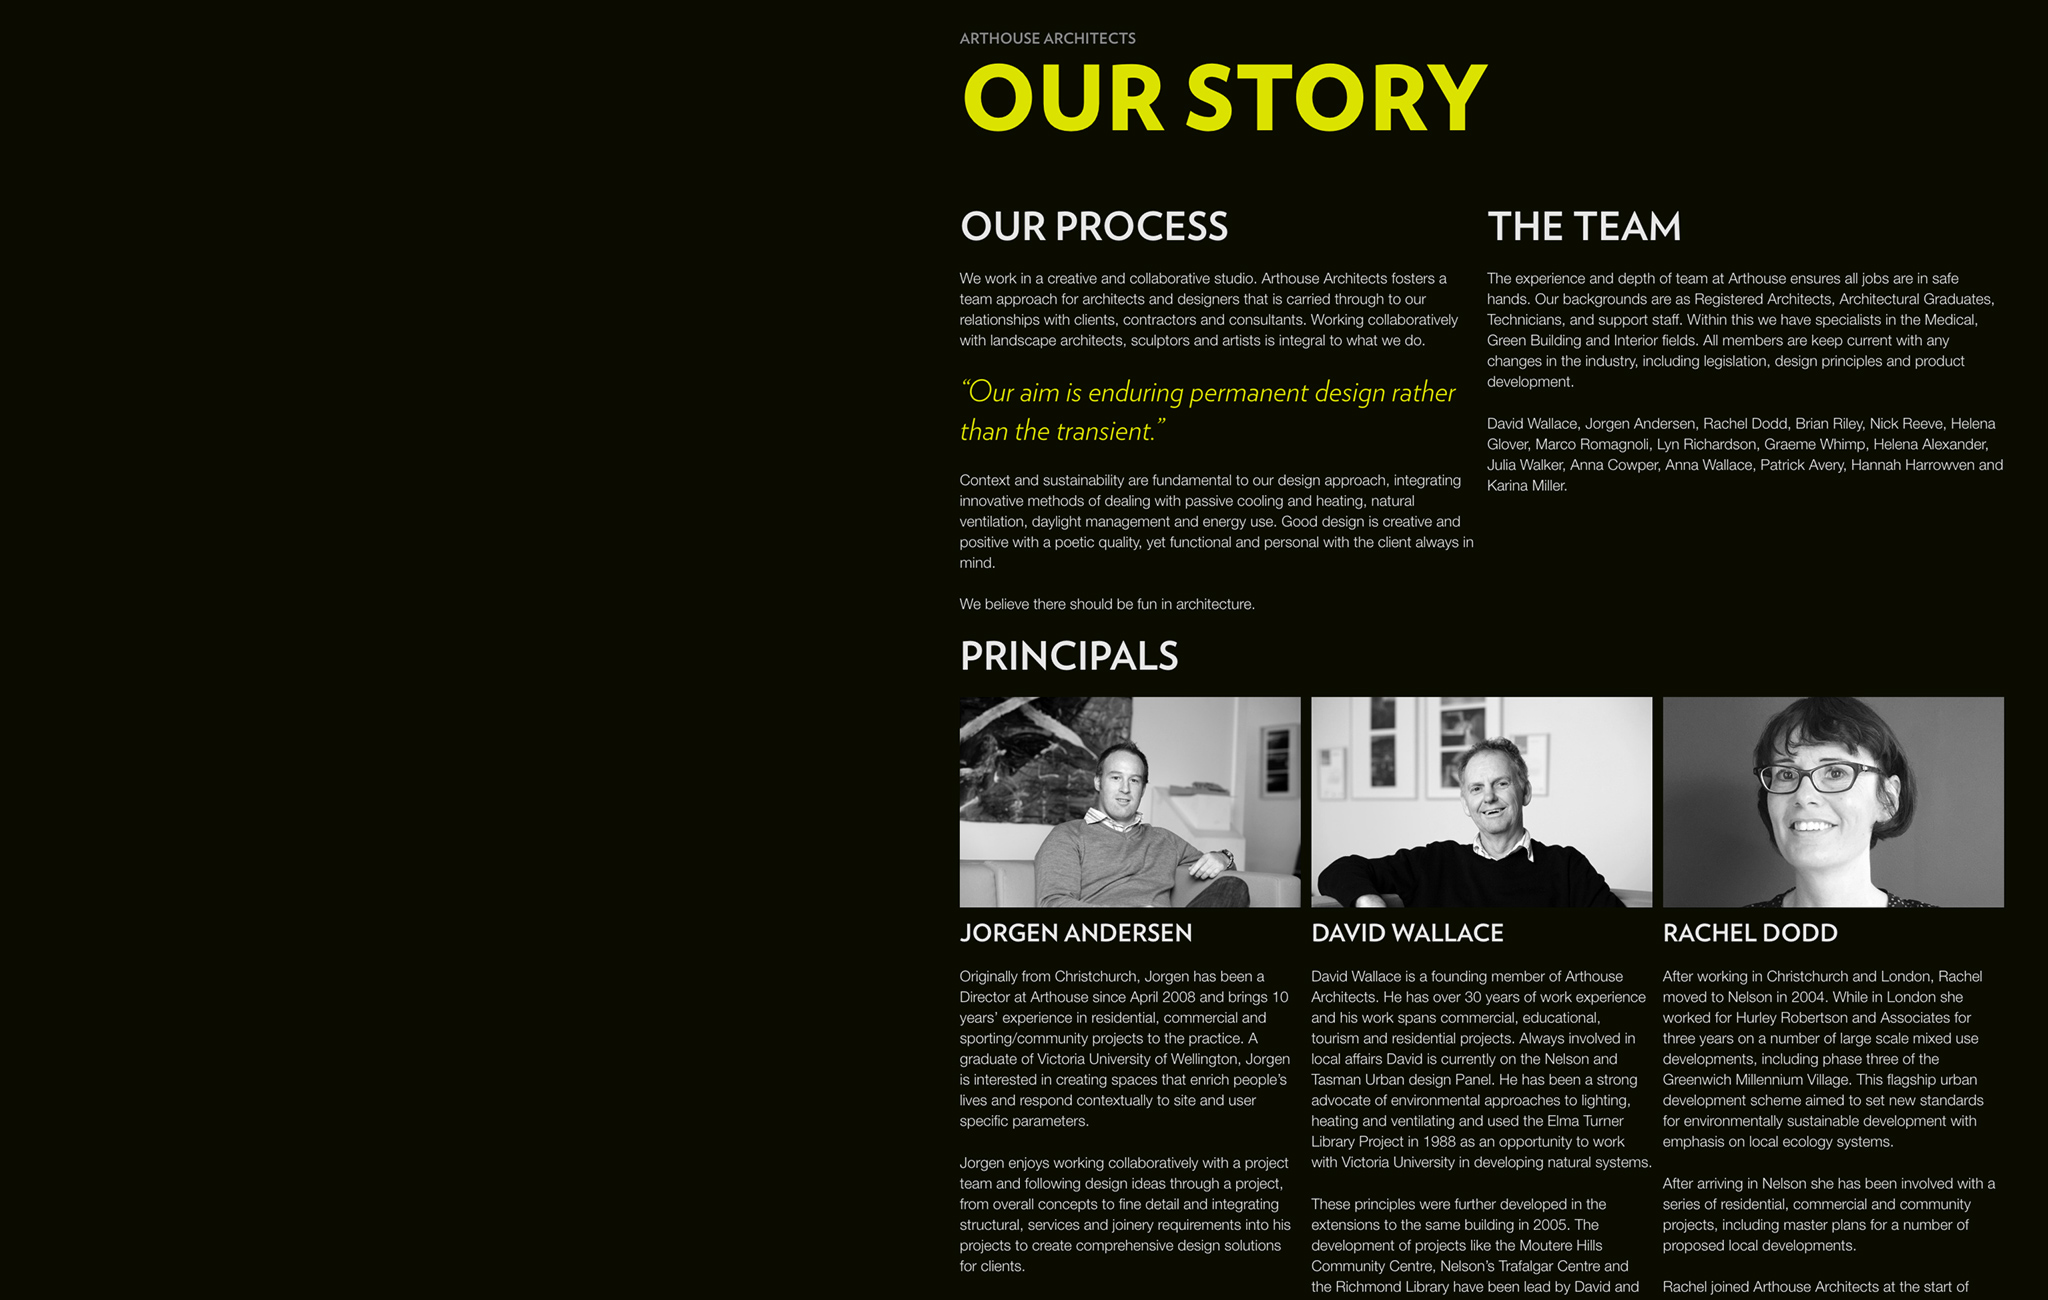 ARTHOUSE ARCHITECTS
OUR STORY
OUR PROCESS
We work in a creative and collaborative studio. Arthouse Architects fosters a
team approach for architects and designers that is carried through to our
relationships with clients, contractors and consultants. Working collaboratively
with landscape architects, sculptors and artists is integral to what we do.
“Our aim is enduring permanent design rather
than the transient.”
Context and sustainability are fundamental to our design approach, integrating
innovative methods of dealing with passive cooling and heating, natural
ventilation, daylight management and energy use. Good design is creative and
positive with a poetic quality, yet functional and personal with the client always in
mind.
We believe there should be fun in architecture.
THE TEAM
The experience and depth of team at Arthouse ensures all jobs are in safe
hands. Our backgrounds are as Registered Architects, Architectural Graduates,
Technicians, and support staff. Within this we have specialists in the Medical,
Green Building and Interior fields. All members are keep current with any
changes in the industry, including legislation, design principles and product
development.
David Wallace, Jorgen Andersen, Rachel Dodd, Brian Riley, Nick Reeve, Helena
Glover, Marco Romagnoli, Lyn Richardson, Graeme Whimp, Helena Alexander,
Julia Walker, Anna Cowper, Anna Wallace, Patrick Avery, Hannah Harrowven and
Karina Miller.
PRINCIPALS
JORGEN ANDERSEN
Originally from Christchurch, Jorgen has been a
Director at Arthouse since April 2008 and brings 10
years’ experience in residential, commercial and
sporting/community projects to the practice. A
graduate of Victoria University of Wellington, Jorgen
is interested in creating spaces that enrich people’s
lives and respond contextually to site and user
specific parameters.
Jorgen enjoys working collaboratively with a project
team and following design ideas through a project,
from overall concepts to fine detail and integrating
structural, services and joinery requirements into his
projects to create comprehensive design solutions
for clients.
DAVID WALLACE
David Wallace is a founding member of Arthouse
Architects. He has over 30 years of work experience
and his work spans commercial, educational,
tourism and residential projects. Always involved in
local affairs David is currently on the Nelson and
Tasman Urban design Panel. He has been a strong
advocate of environmental approaches to lighting,
heating and ventilating and used the Elma Turner
Library Project in 1988 as an opportunity to work
with Victoria University in developing natural systems.
These principles were further developed in the
extensions to the same building in 2005. The
development of projects like the Moutere Hills
Community Centre, Nelson’s Trafalgar Centre and
the Richmond Library have been lead by David and
RACHEL DODD
After working in Christchurch and London, Rachel
moved to Nelson in 2004. While in London she
worked for Hurley Robertson and Associates for
three years on a number of large scale mixed use
developments, including phase three of the
Greenwich Millennium Village. This flagship urban
development scheme aimed to set new standards
for environmentally sustainable development with
emphasis on local ecology systems.
After arriving in Nelson she has been involved with a
series of residential, commercial and community
projects, including master plans for a number of
proposed local developments.
Rachel joined Arthouse Architects at the start of